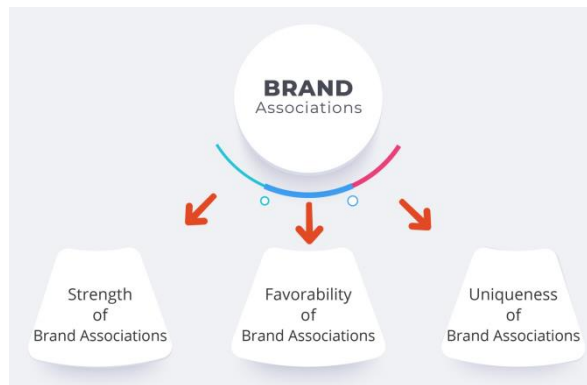 BRAND
Associations
Strength
of
Brand Associations
Favorability
of
Brand Associations
Uniqueness
of
Brand Associations